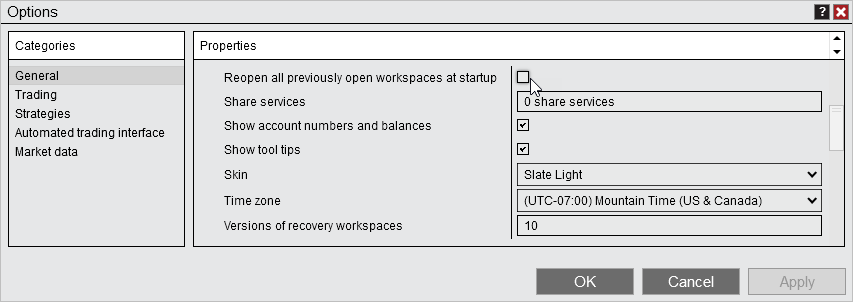 Options
?
Categories
General
Trading
Strategies
Automated trading interface
Market data
Properties
Reopen all previously open workspaces at startup
Share services 0 share services
Show account numbers and balances
Show tool tips
Skin Slate Light
Time zone (UTC-07:00) Mountain Time (US & Canada)
Versions of recovery workspaces 10
OK Cancel Apply